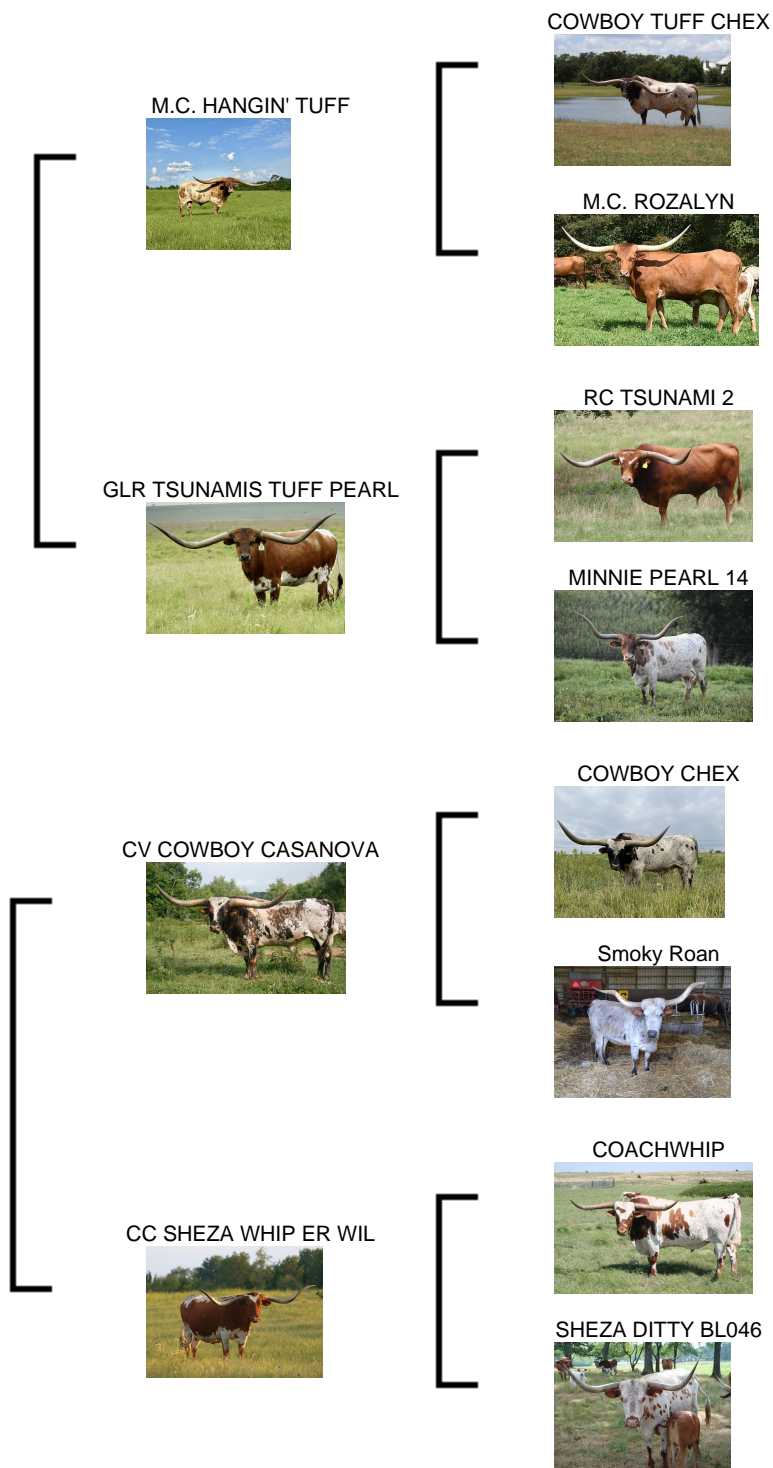 COWBOY TUFF CHEX
M.C. HANGIN' TUFF
M.C. ROZALYN
RC TSUNAMI 2
GLR TSUNAMIS TUFF PEARL
MINNIE PEARL 14
COWBOY CHEX
CV COWBOY CASANOVA
Smoky Roan
COACHWHIP
CC SHEZA WHIP ER WIL
SHEZA DITTY BL046